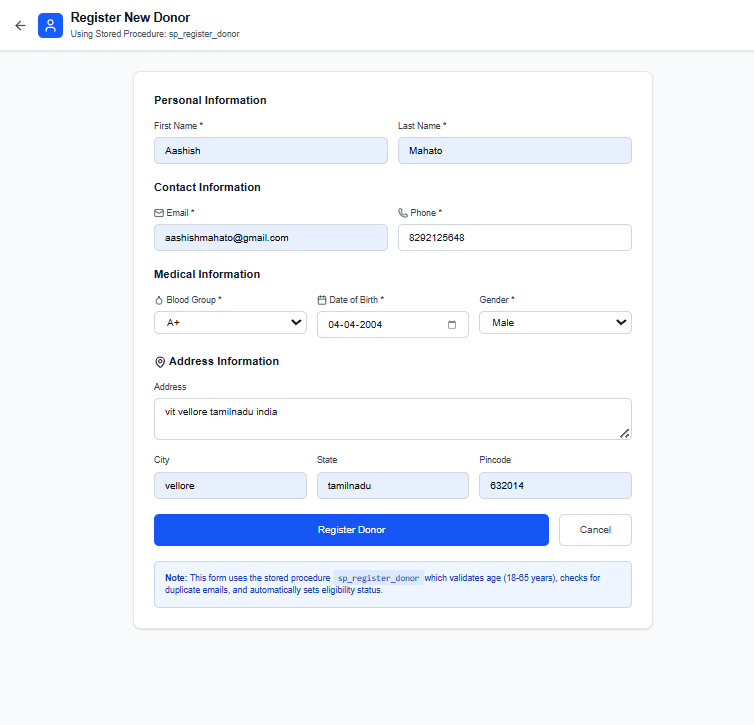 Register New Donor
Using Stored Procedure: sp_register_donor
Personal Information
First Name * Last Name *
Aashish Mahato
Contact Information
Email * Phone *
aashishmahato@gmail.com 8292125648
Medical Information
Blood Group * Date of Birth * Gender *
A+ 04-04-2004 Male
Address Information
Address
vit vellore tamilnadu india
City State Pincode
vellore tamilnadu 632014
Register Donor Cancel
Note: This form uses the stored procedure sp_register_donor which validates age (18-65 years), checks for
duplicate emails, and automatically sets eligibility status.